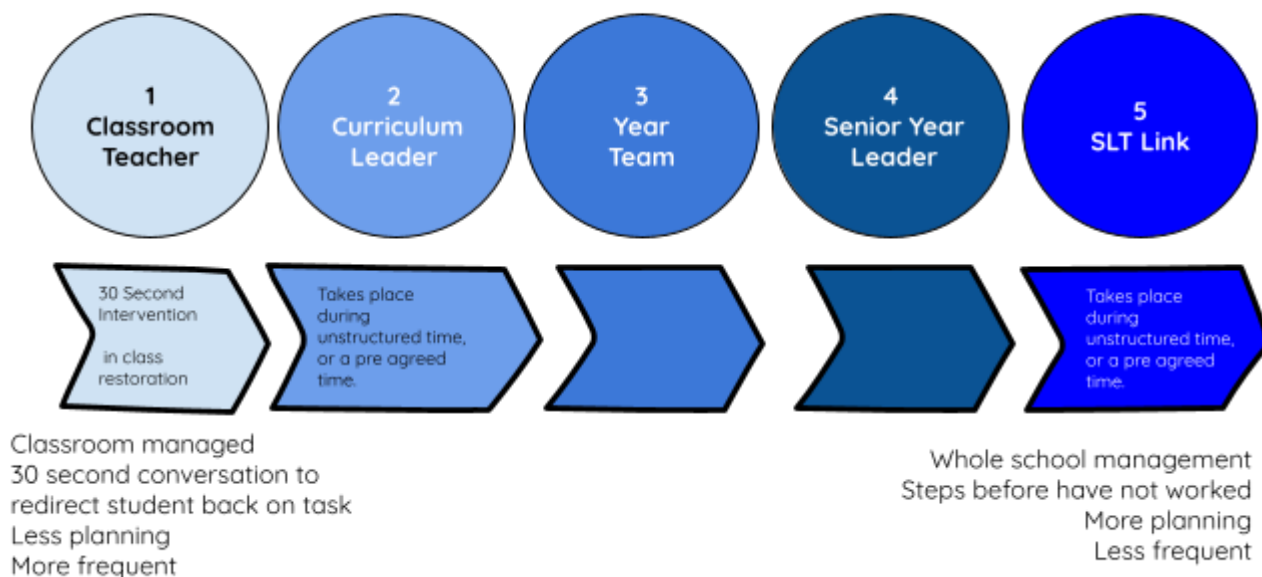 1
Classroom
Teacher
2
Curriculum
Leader
3
Year
Team
4
Senior Year
Leader
5
SLT Link
30 Second
Intervention
in class
restoration
Takes place
during
unstructured time,
or a pre agreed
time.
Takes place
during
unstructured time,
or a pre agreed
time.
Classroom managed
30 second conversation to
redirect student back on task
Less planning
More frequent
Whole school management
Steps before have not worked
More planning
Less frequent